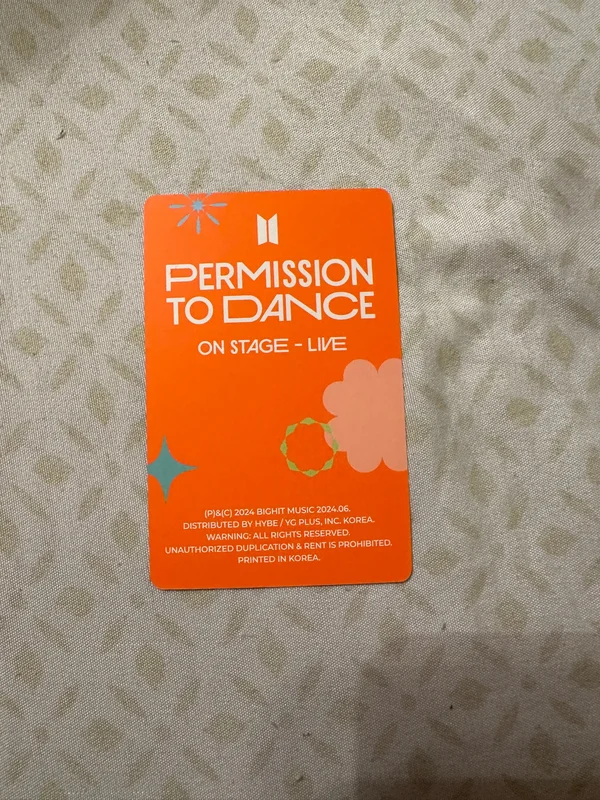 PERMISSION
TO DANCE
ON STAGE - LIVE
(P)&(C) 2024 BIGHIT MUSIC 2024.06.
DISTRIBUTED BY HYBE / YG PLUS, INC. KOREA.
WARNING: ALL RIGHTS RESERVED.
UNAUTHORIZED DUPLICATION & RENT IS PROHIBITED.
PRINTED IN KOREA.